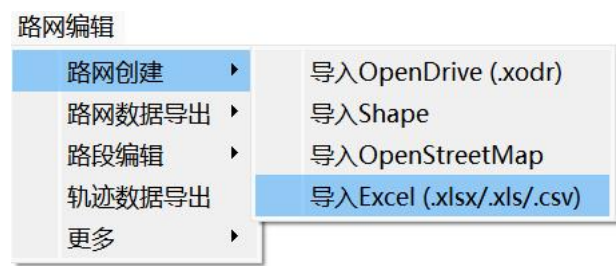 路网编辑
路网创建
路网数据导出
路段编辑
轨迹数据导出
更多
导入OpenDrive (.xodr)
导入Shape
导入OpenStreetMap
导入Excel (.xlsx/.xls/.csv)